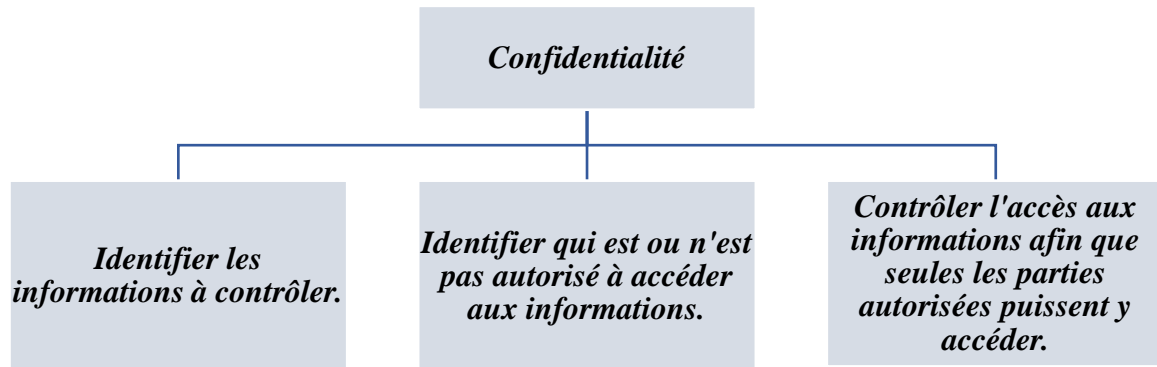 Confidentialité
Identifier les
informations à contrôler.
Identifier qui est ou n'est
pas autorisé à accéder
aux informations.
Contrôler l'accès aux
informations afin que
seules les parties
autorisées puissent y
accéder.